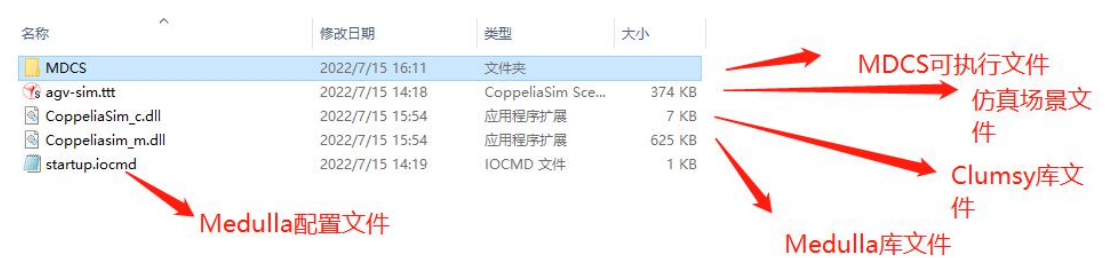 名称 修改日期 类型 大小
MDCS 2022/7/15 16:11 文件夹
agv-sim.ttt 2022/7/15 14:18 CoppeliaSim Sce... 374 KB
CoppeliaSim_c.dll 2022/7/15 15:54 应用程序扩展 7 KB
Coppeliasim_m.dll 2022/7/15 15:54 应用程序扩展 625 KB
startup.iocmd 2022/7/15 14:19 IOCMD 文件 1 KB
MDCS可执行文件
仿真场景文
件
Clumsy库文
件
Medulla配置文件
Medulla库文件